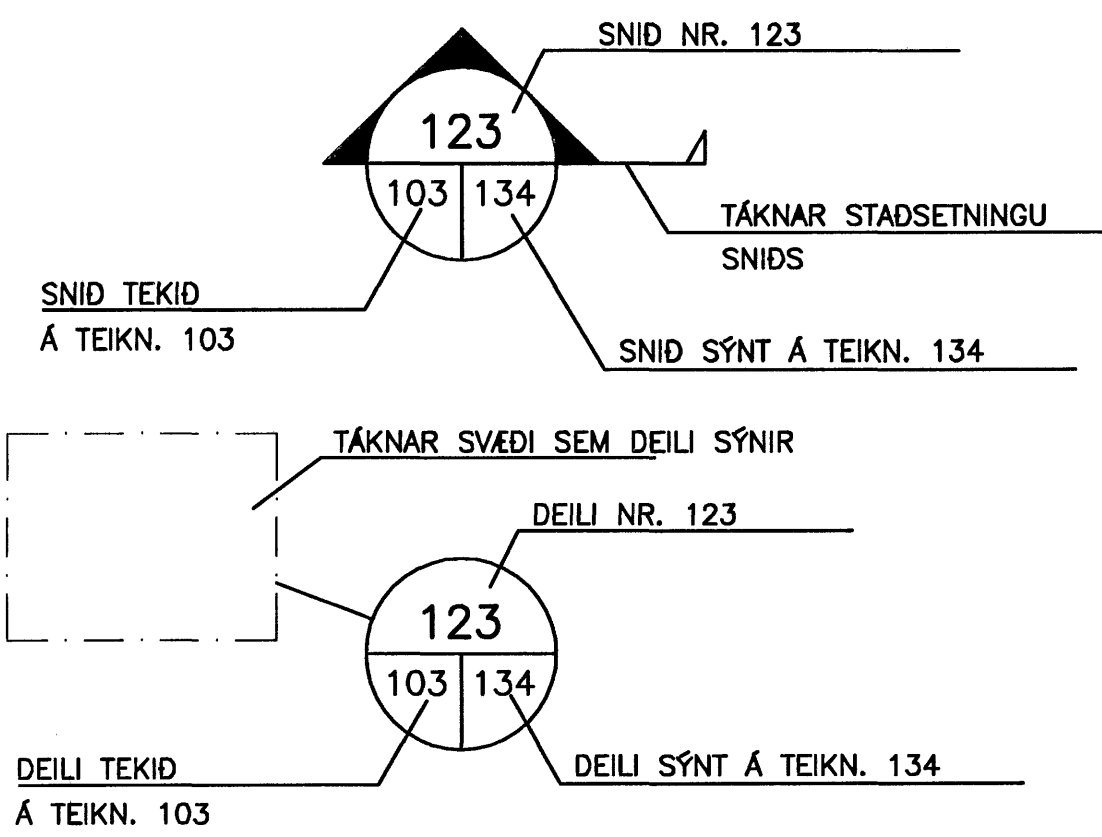 SNIÐ NR. 123
123
103 134
TÁKNAR STAÐSETNINGU
SNIÐS
SNIÐ TEKIÐ
Á TEIKN. 103
SNIÐ SÝNT Á TEIKN. 134
TÁKNAR SVÆÐI SEM DEILI SÝNIR
DEILI NR. 123
123
103 134
DEILI TEKIÐ
Á TEIKN. 103
DEILI SÝNT Á TEIKN. 134